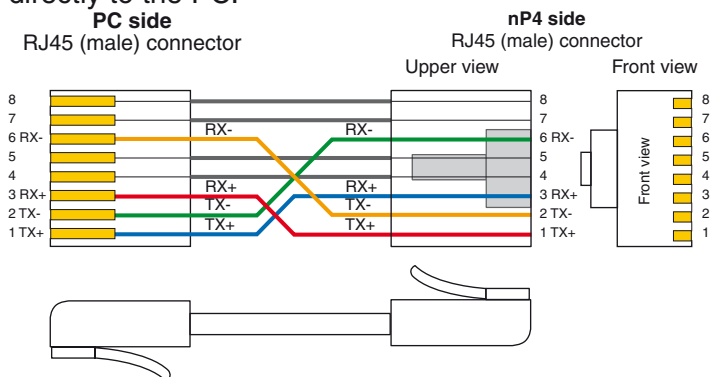 directly to the PC.
PC side
RJ45 (male) connector
nP4 side
RJ45 (male) connector
Upper view
Front view
8
8
8
7
7
7
6 RX-
RX-
RX-
6 RX-
6
5
5
5
4
4
4
3 RX+
RX+
RX+
3 RX+
3
2 TX-
TX-
TX-
2 TX-
2
1 TX+
TX+
TX+
1 TX+
1
Front view